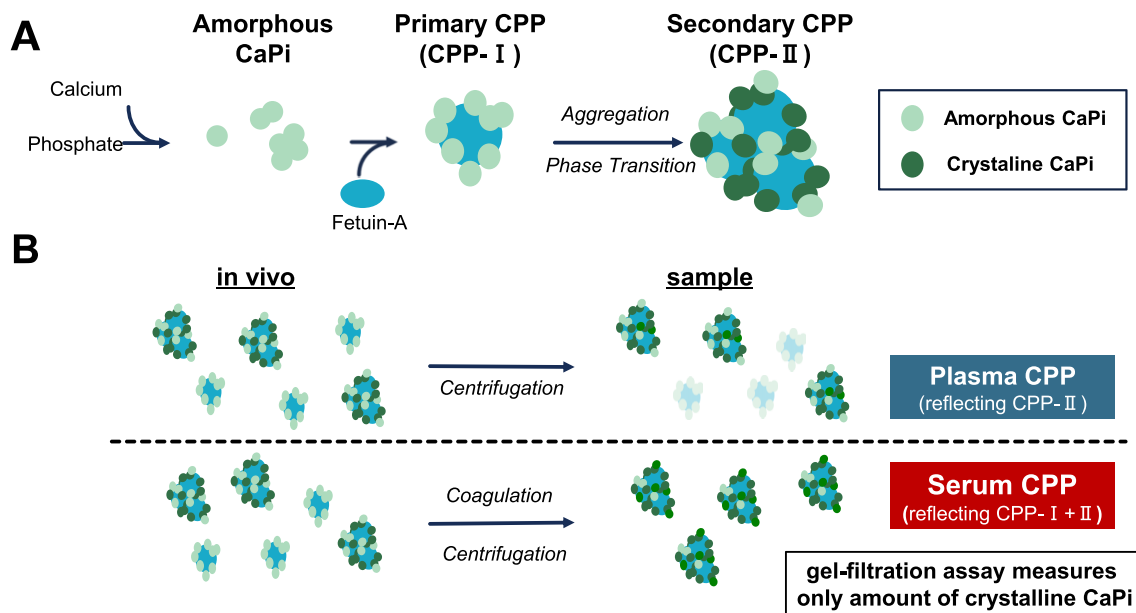 A
Amorphous
CaPi
Primary CPP
(CPP-Ⅰ)
Secondary CPP
(CPP-Ⅱ)
Calcium
Phosphate
Fetuin-A
Aggregation
Phase Transition
Amorphous CaPi
Crystaline CaPi
B
in vivo
sample
Centrifugation
Plasma CPP
(reflecting CPP-Ⅱ)
Coagulation
Centrifugation
Serum CPP
(reflecting CPP-Ⅰ+Ⅱ)
gel-filtration assay measures
only amount of crystalline CaPi